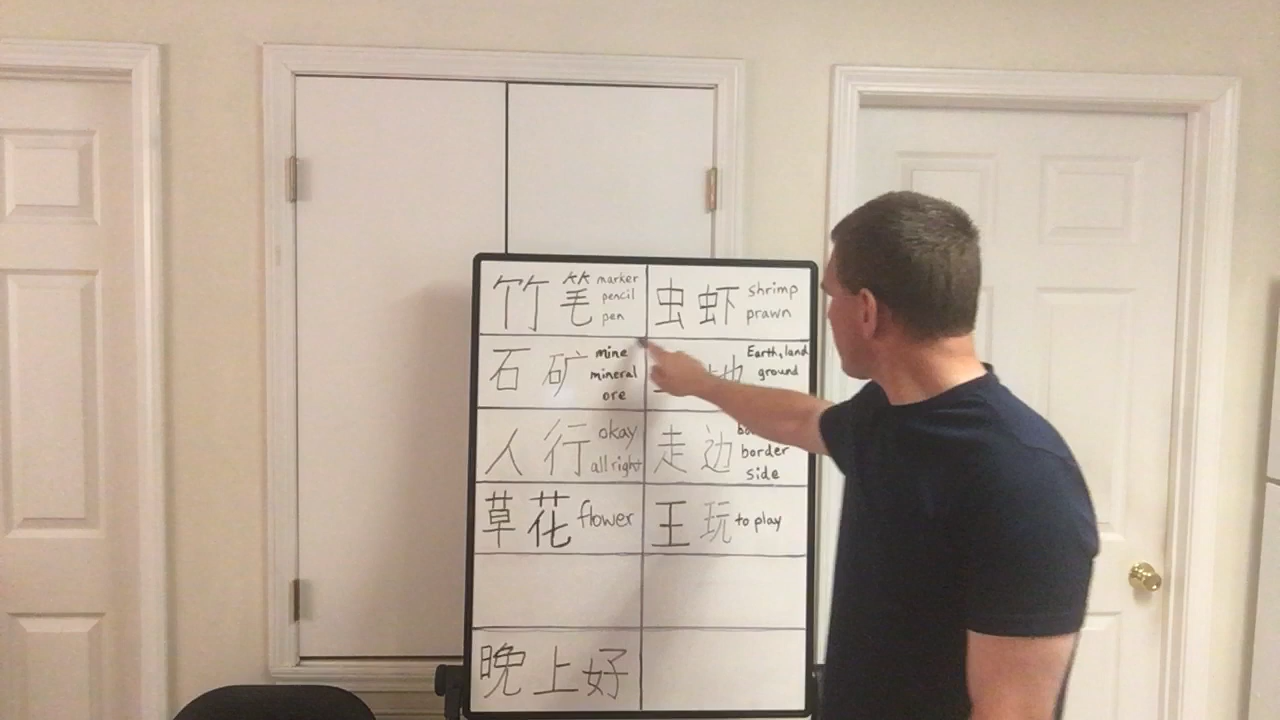 竹 笔 marker
pencil
pen
虫 虾 shrimp
prawn
石 矿 mine
mineral
ore
地 Earth, land
ground
人 行 okay
all right
走 边
border
side
草 花 flower
王 玩 to play
晚上好